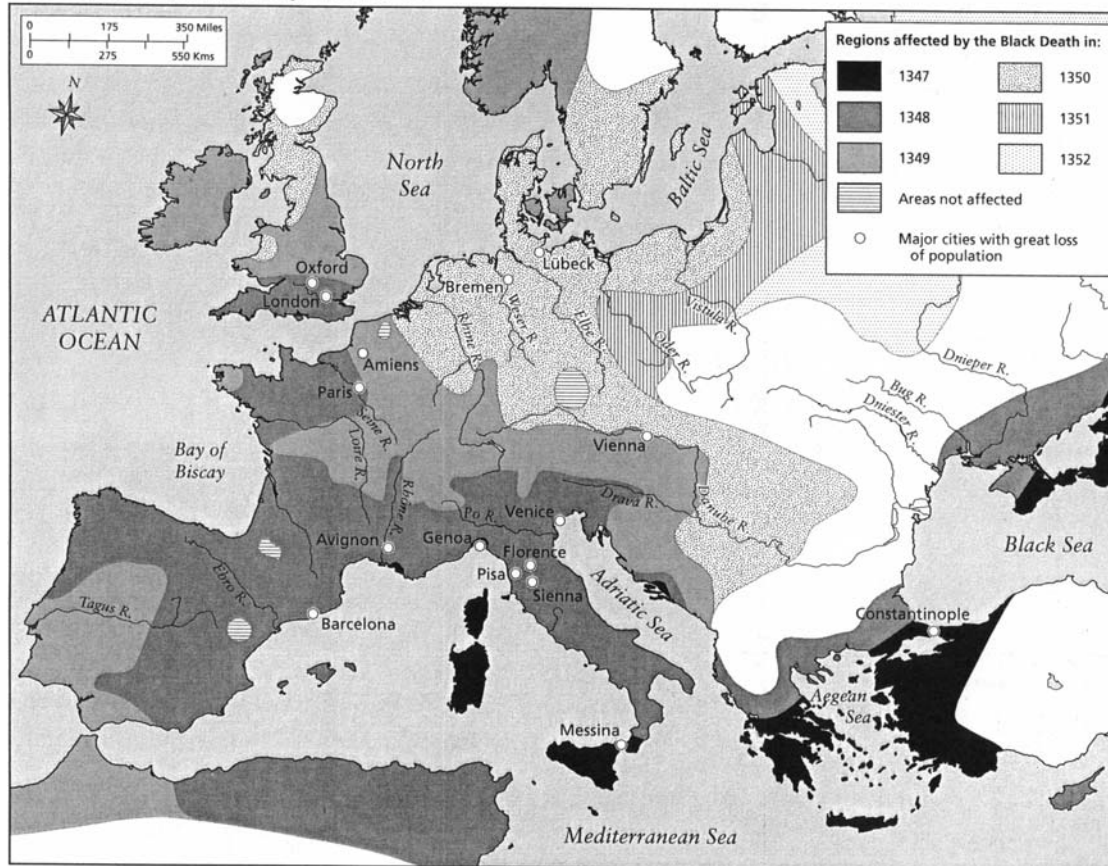 0 175 350 Miles
0 275 550 Kms
N
Regions affected by the Black Death in:
1347
1348
1349
Areas not affected
Major cities with great loss
of population
1350
1351
1352
North
Sea
Baltic Sea
ATLANTIC
OCEAN
Oxford
London
Lübeck
Bremen
Weser R.
Elbe R.
Rhine R.
Vistula R.
Oder R.
Dnieper R.
Bug R.
Dniester R.
Amiens
Paris
Seine R.
Loire R.
Bay of
Biscay
Vienna
Rhône R.
Drava R.
Danube R.
Po R.
Venice
Avignon
Genoa
Florence
Pisa
Sienna
Adriatic Sea
Black Sea
Ebro R.
Tagus R.
Barcelona
Constantinople
Aegean
Sea
Messina
Mediterranean Sea